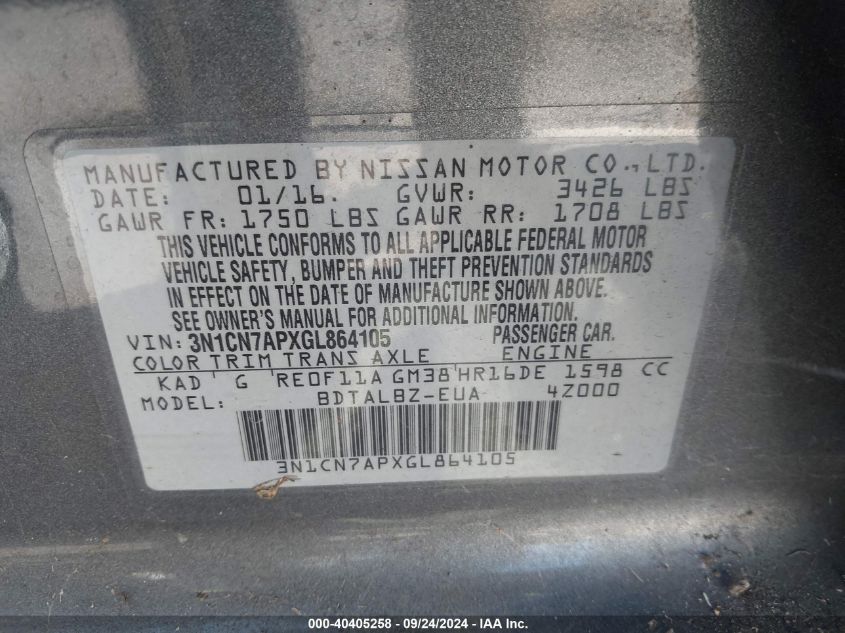 MANUFACTURED BY NISSAN MOTOR CO., LTD.
DATE: 01/16. GVWR: 3426 LBS
GAWR FR: 1750 LBS GAWR RR: 1708 LBS
THIS VEHICLE CONFORMS TO ALL APPLICABLE FEDERAL MOTOR
VEHICLE SAFETY, BUMPER AND THEFT PREVENTION STANDARDS
IN EFFECT ON THE DATE OF MANUFACTURE SHOWN ABOVE.
SEE OWNER'S MANUAL FOR ADDITIONAL INFORMATION.
VIN: 3N1CN7APXGL864105 PASSENGER CAR.
COLOR TRIM TRANS AXLE ENGINE
KAD G RE0F11A GM38 HR16DE 1598 CC
MODEL: BDTALBZ-EUA 4Z000
3N1CN7APXGL864105
000-40405258 - 09/24/2024 - IAA Inc.